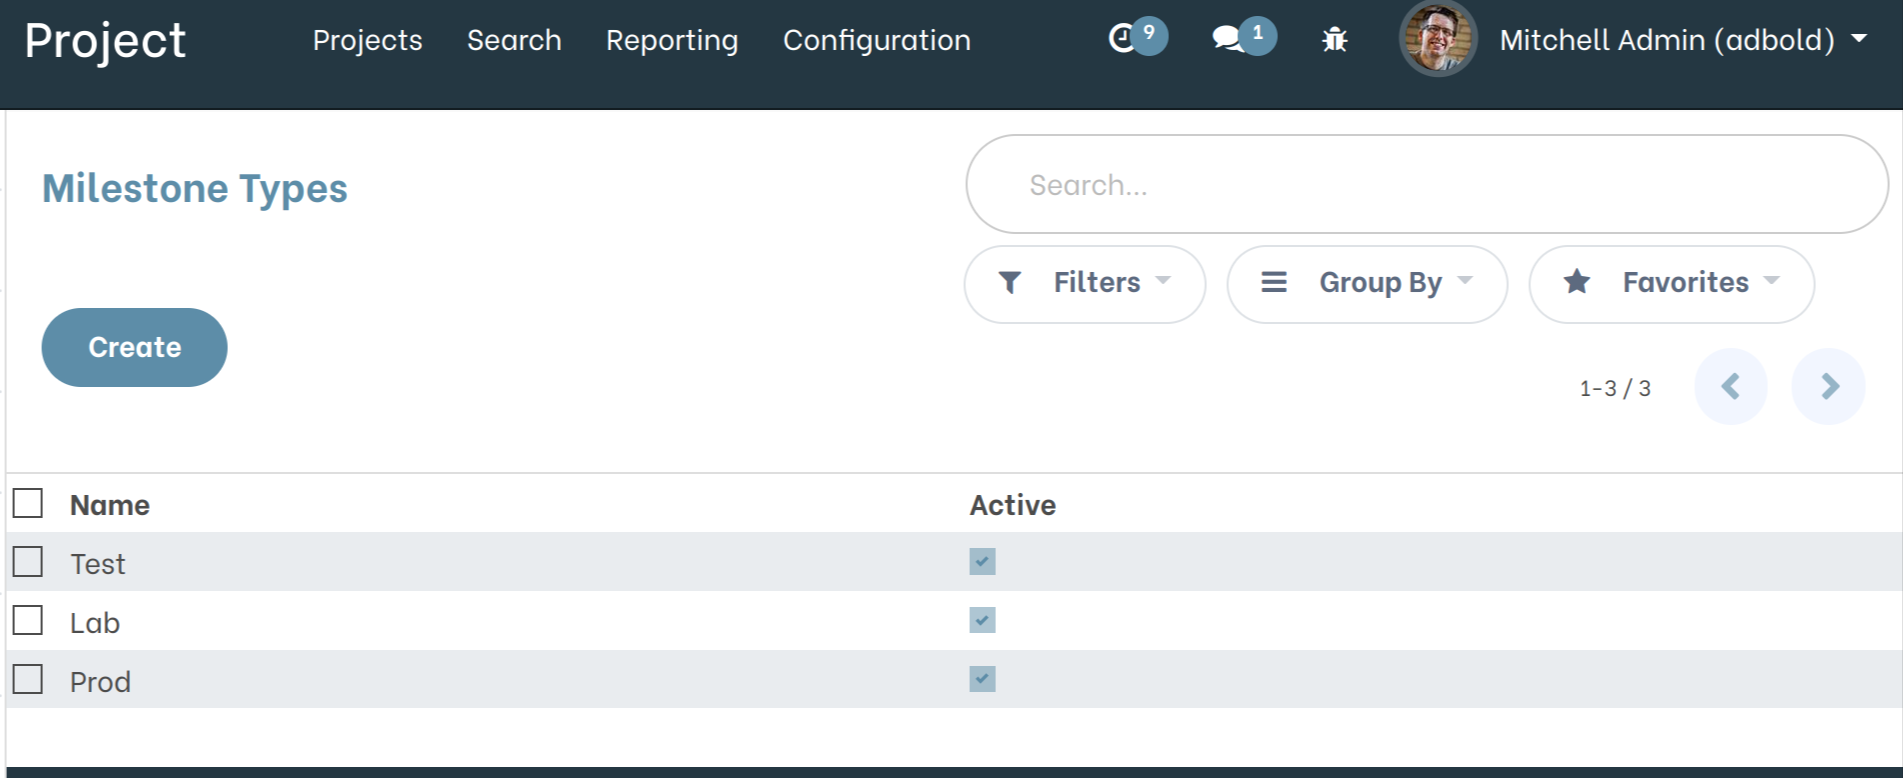 Project Projects Search Reporting Configuration 9 1 Mitchell Admin (adbold)
Milestone Types
Search...
Filters Group By Favorites
Create
1-3 / 3
Name Active
Test
Lab
Prod